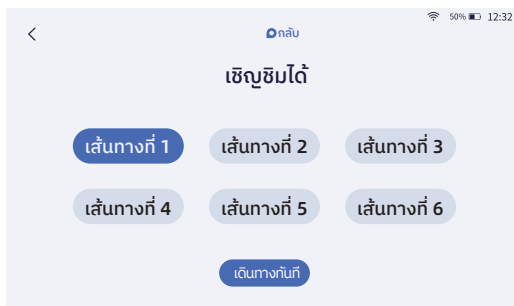 50% 12:32
กลับ
เชิญชิมได้
เส้นทางที่ 1 เส้นทางที่ 2 เส้นทางที่ 3
เส้นทางที่ 4 เส้นทางที่ 5 เส้นทางที่ 6
เดินทางทันที